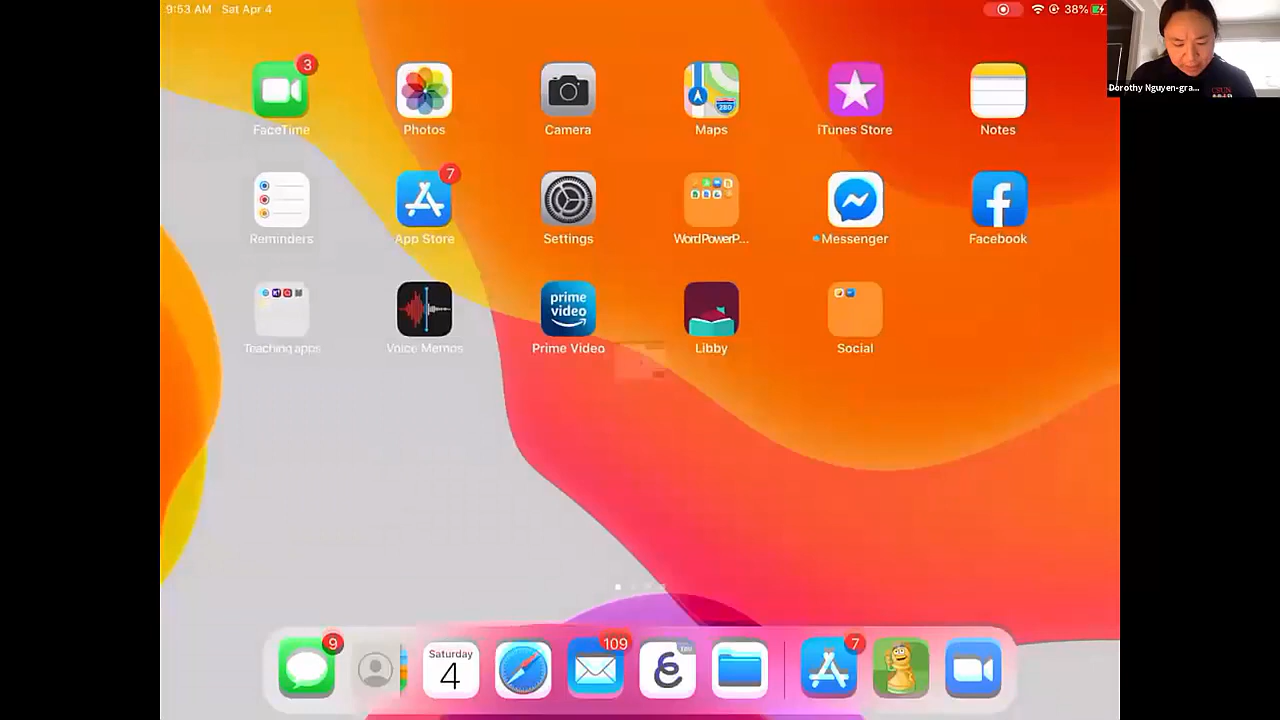 9:53 AM Sat Apr 4
38%
Dorothy Nguyen-gra...
3
FaceTime
Photos
Camera
280
Maps
iTunes Store
Notes
Reminders
7
App Store
Settings
WordPowerP...
Messenger
Facebook
Teaching apps
Voice Memos
prime
video
Prime Video
Libby
Social
9
Saturday
4
109
EDU
7